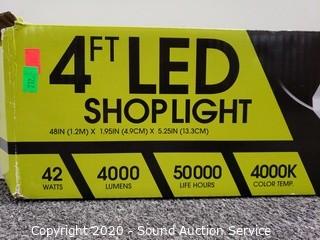 4FT LED
SHOPLIGHT
48IN (1.2M) X 1.95IN (4.9CM) X 5.25IN (13.3CM)
42 4000 50000 4000K
WATTS LUMENS LIFE HOURS COLOR TEMP.
Copyright 2020 - Sound Auction Service